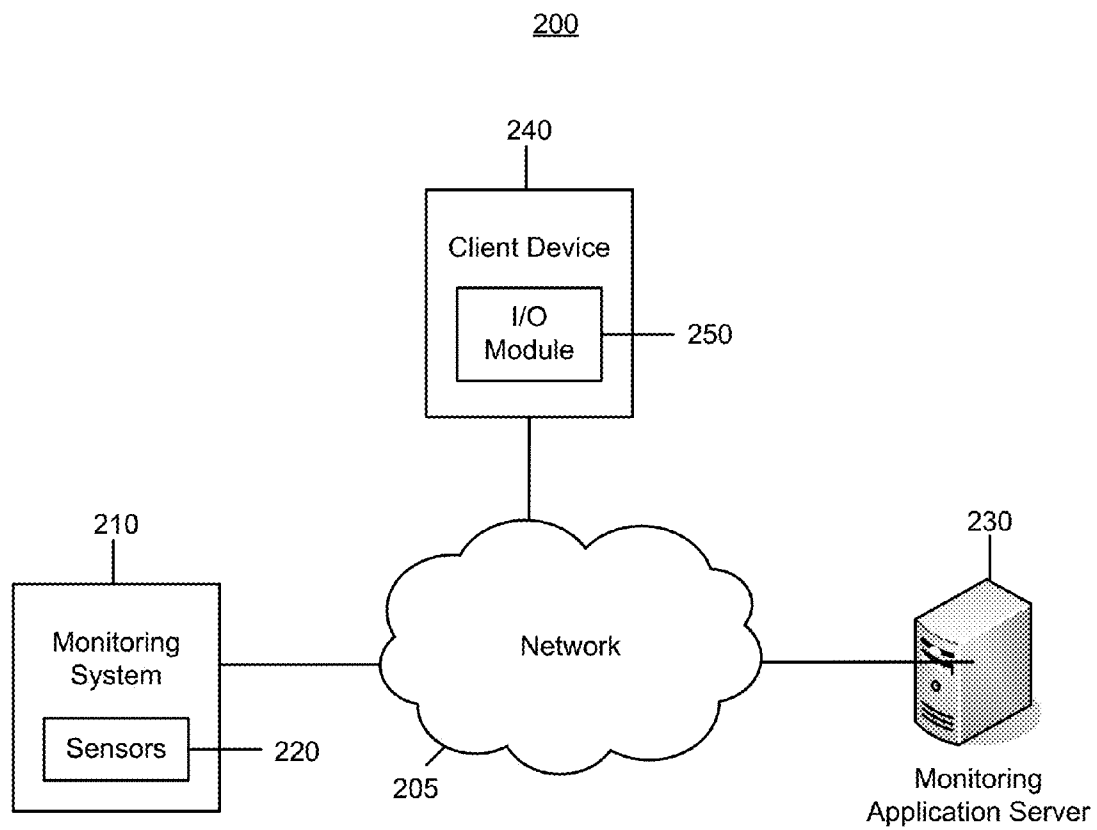 200
240
Client Device
I/O
Module
250
210
230
Monitoring
System
Network
Sensors
220
205
Monitoring
Application Server